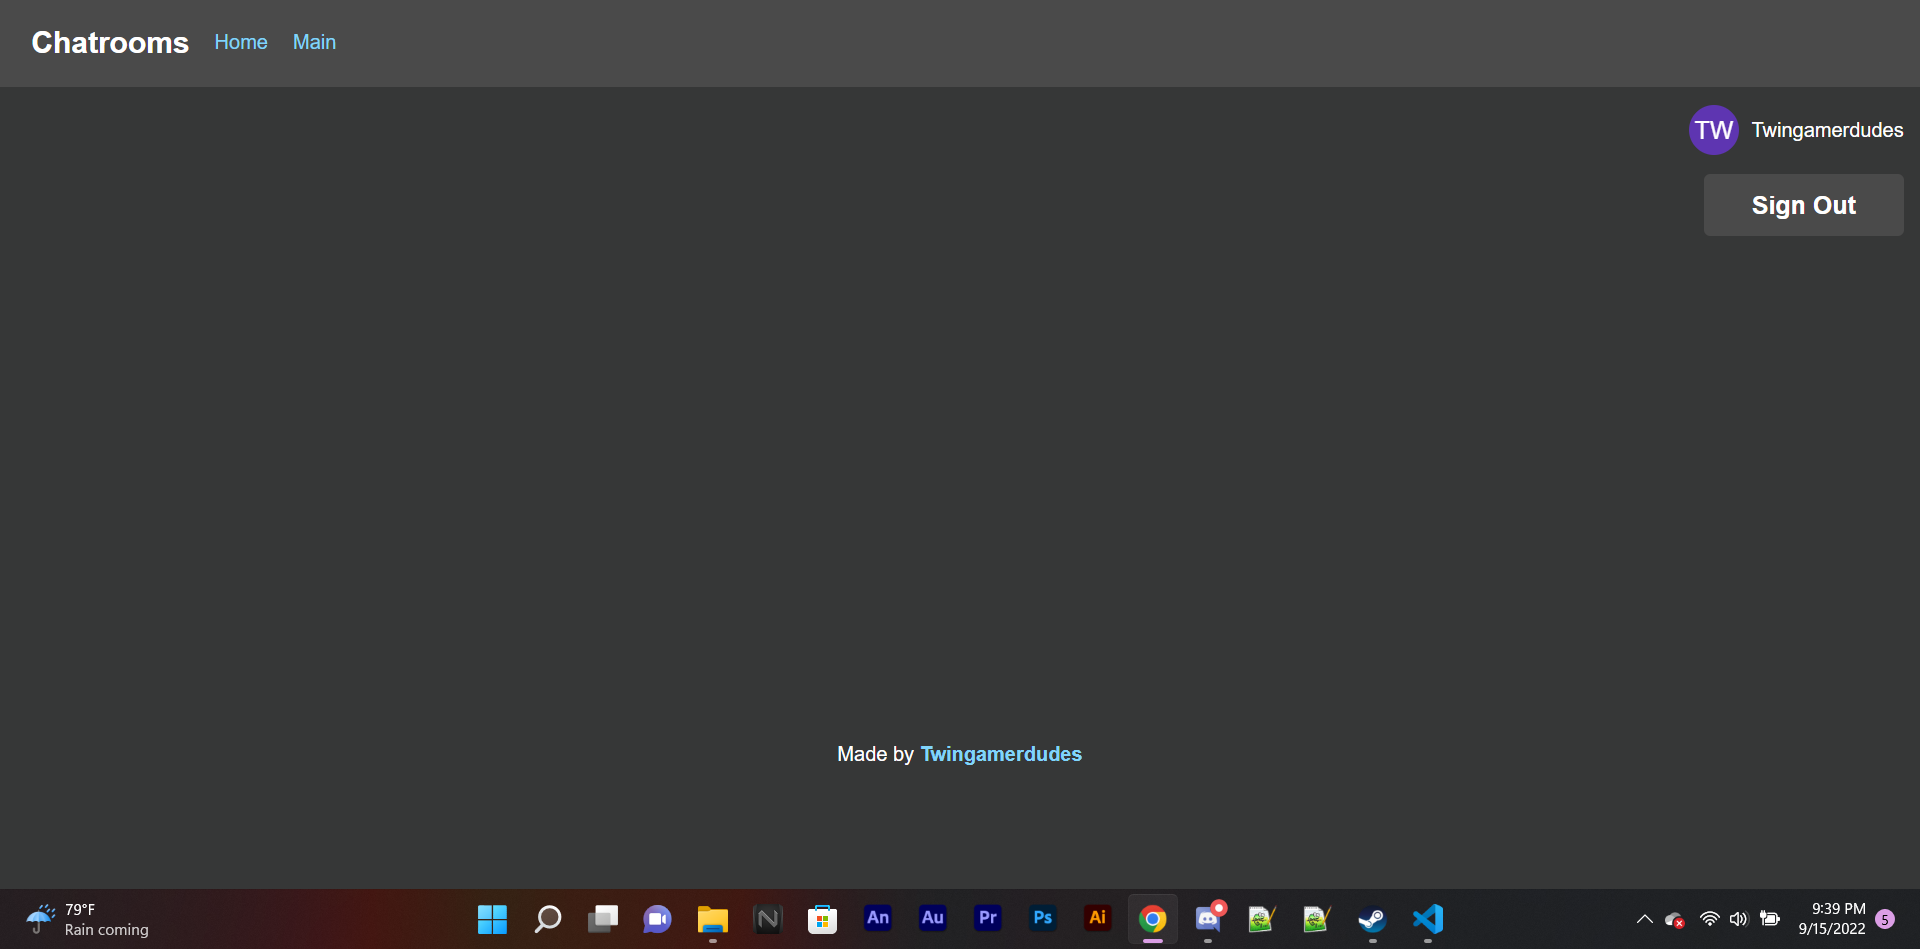 Chatrooms Home Main
TW Twingamerdudes
Sign Out
Made by Twingamerdudes
79°F
Rain coming
N An Au Pr Ps Ai
9:39 PM
9/15/2022
5